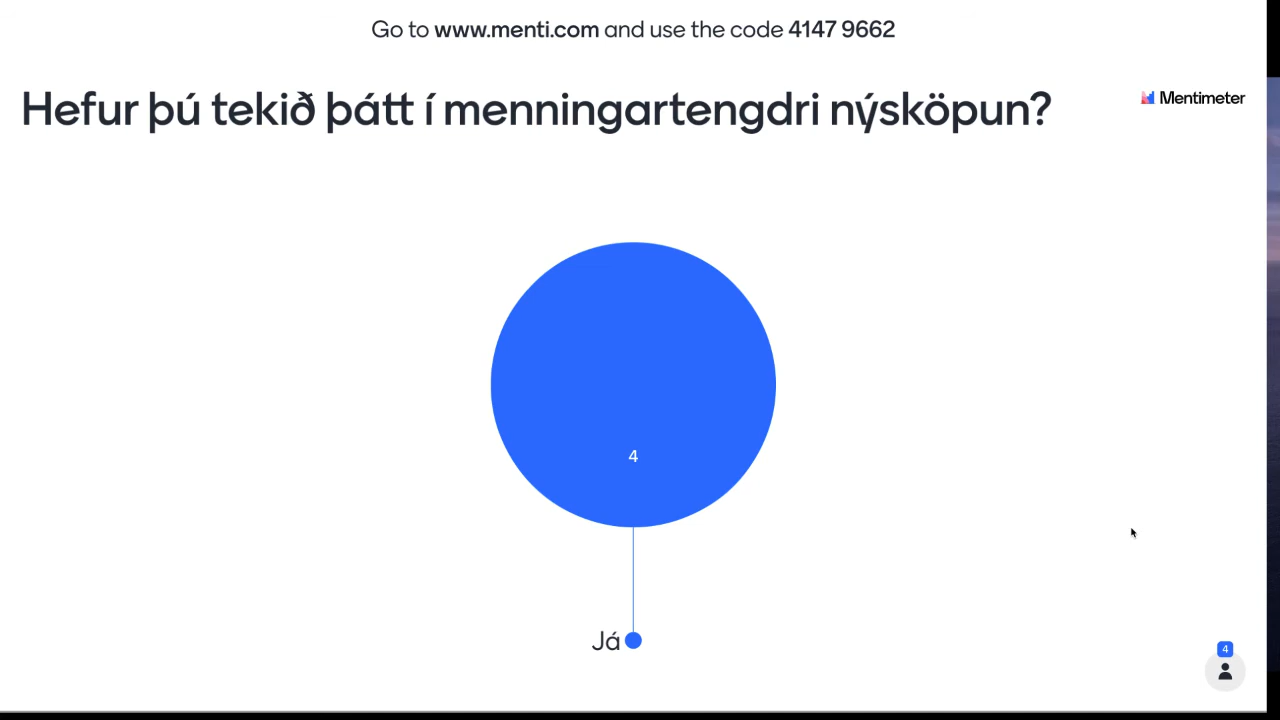 Go to www.menti.com and use the code 4147 9662
Hefur þú tekið þátt í menningartengdri nýsköpun?
Mentimeter
4
Já
4